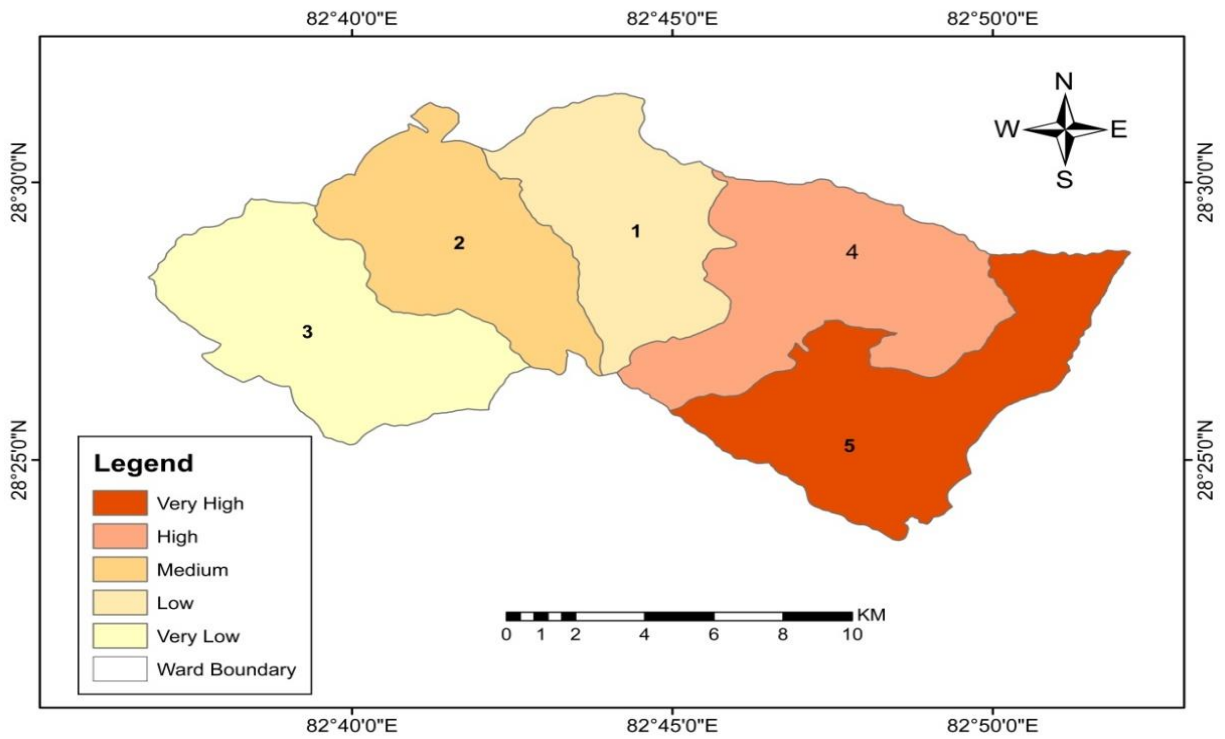 82°40'0"E 82°45'0"E 82°50'0"E
N
W E
S
28°30'0"N 28°30'0"N
1
2
4
3
5
28°25'0"N 28°25'0"N
Legend
Very High
High
Medium
Low
Very Low
Ward Boundary
KM
0 1 2 4 6 8 10
82°40'0"E 82°45'0"E 82°50'0"E